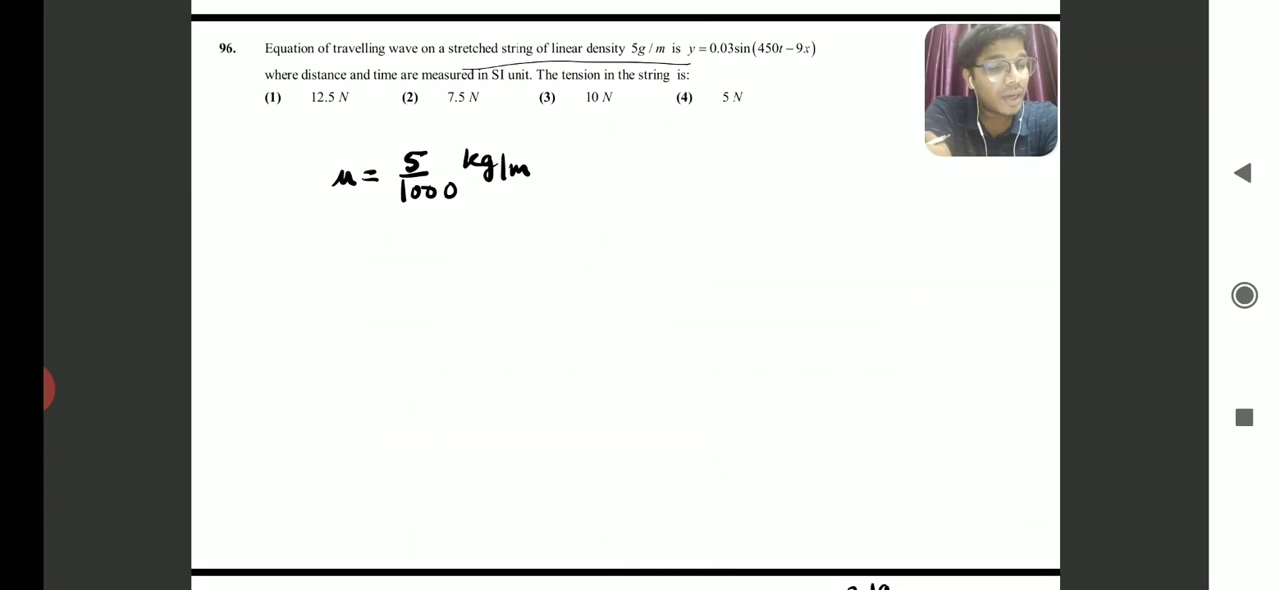 96. Equation of travelling wave on a stretched string of linear density 5g / m is y = 0.03sin(450t − 9x)
where distance and time are measured in SI unit. The tension in the string is:
(1) 12.5 N (2) 7.5 N (3) 10 N (4) 5 N
μ = 5/1000 kg/m